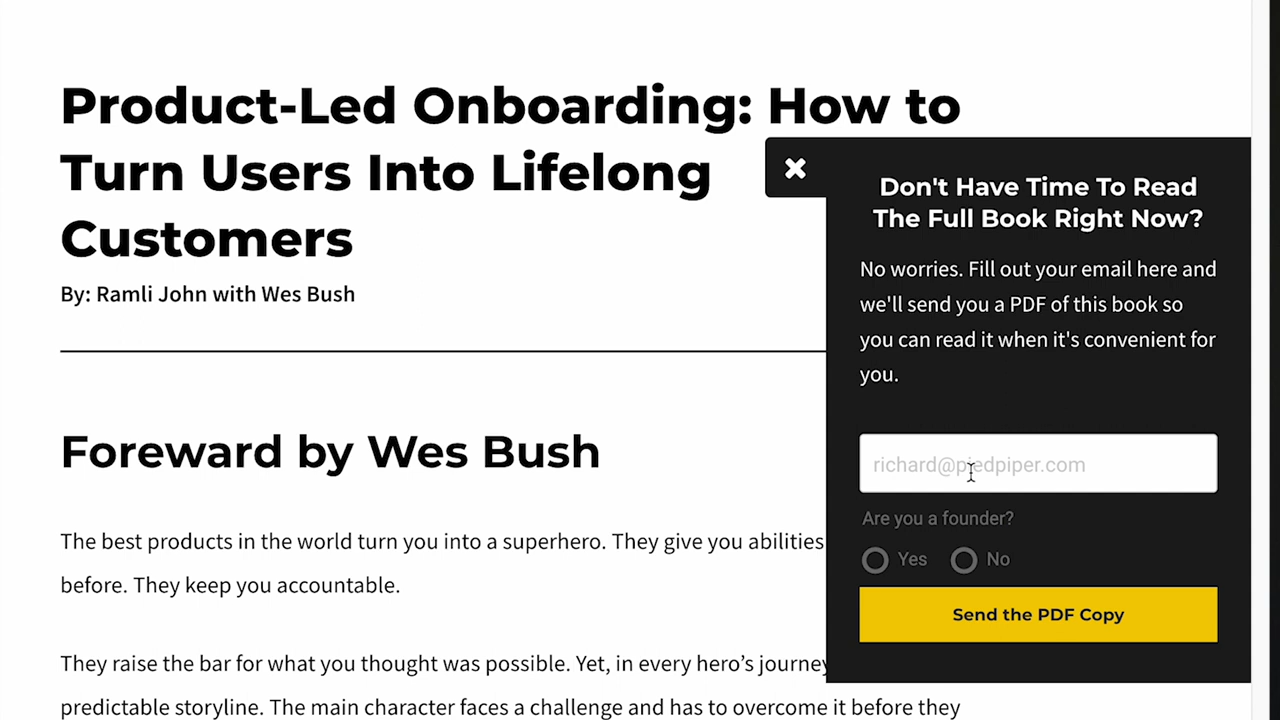 Product-Led Onboarding: How to
Turn Users Into Lifelong
Customers
By: Ramli John with Wes Bush
Foreward by Wes Bush
The best products in the world turn you into a superhero. They give you abilities
before. They keep you accountable.
They raise the bar for what you thought was possible. Yet, in every hero’s journey
predictable storyline. The main character faces a challenge and has to overcome it before they
Don't Have Time To Read
The Full Book Right Now?
No worries. Fill out your email here and
we'll send you a PDF of this book so
you can read it when it's convenient for
you.
richard@piedpiper.com
Are you a founder?
Yes No
Send the PDF Copy